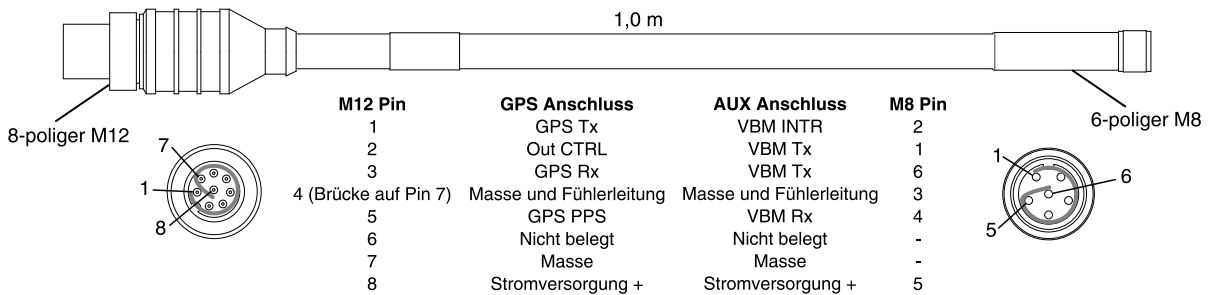 1,0 m
8-poliger M12
6-poliger M8
M12 Pin GPS Anschluss AUX Anschluss M8 Pin
1 GPS Tx VBM INTR 2
2 Out CTRL VBM Tx 1
3 GPS Rx VBM Tx 6
4 (Brücke auf Pin 7) Masse und Fühlerleitung Masse und Fühlerleitung 3
5 GPS PPS VBM Rx 4
6 Nicht belegt Nicht belegt -
7 Masse Masse -
8 Stromversorgung + Stromversorgung + 5
7
1
8
1
6
5